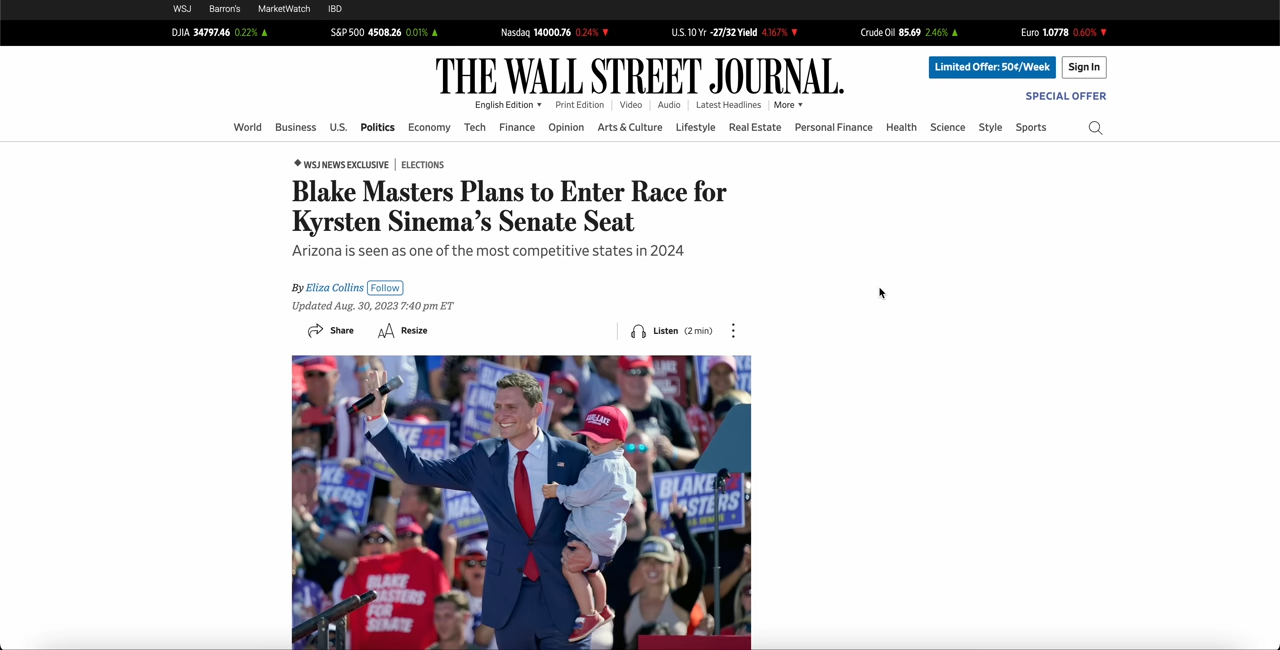 WSJ Barron's MarketWatch IBD
DJIA 34797.46 0.22% ▲ S&P 500 4508.26 0.01% ▲ Nasdaq 14000.76 0.24% ▼ U.S. 10 Yr -27/32 Yield 4.167% ▼ Crude Oil 85.69 2.46% ▲ Euro 1.0778 0.60% ▼
THE WALL STREET JOURNAL.
Limited Offer: 50¢/Week Sign In
SPECIAL OFFER
English Edition ▼ Print Edition | Video | Audio | Latest Headlines | More ▼
World Business U.S. Politics Economy Tech Finance Opinion Arts & Culture Lifestyle Real Estate Personal Finance Health Science Style Sports
◆ WSJ NEWS EXCLUSIVE | ELECTIONS
Blake Masters Plans to Enter Race for
Kyrsten Sinema’s Senate Seat
Arizona is seen as one of the most competitive states in 2024
By Eliza Collins Follow
Updated Aug. 30, 2023 7:40 pm ET
Share Resize Listen (2 min)
BLAKE
MASTERS
BLAKE
MASTERS
FOR
SENATE